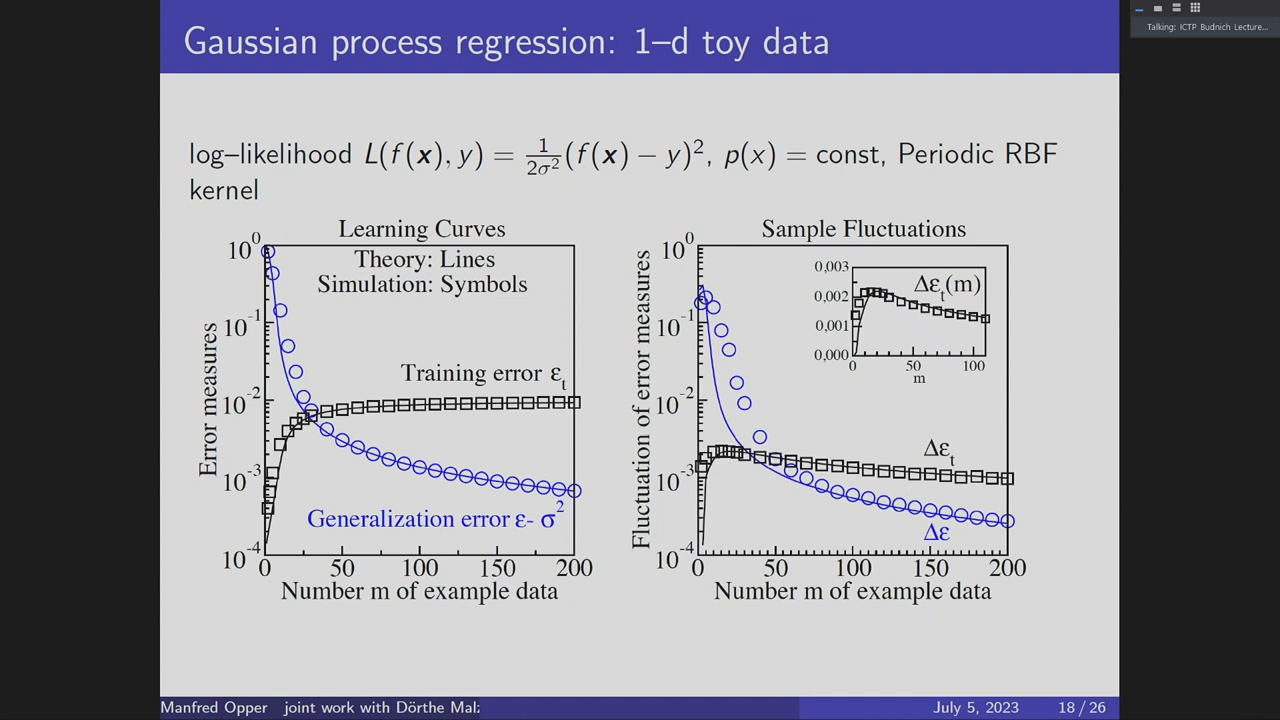 Talking: ICTP Budnich Lecture...
Gaussian process regression: 1–d toy data
log–likelihood L(f(x), y) = 1/2σ² (f(x) − y)², p(x) = const, Periodic RBF
kernel
Learning Curves
Theory: Lines
Simulation: Symbols
Training error εt
Generalization error ε- σ²
Error measures
10⁰
10⁻¹
10⁻²
10⁻³
10⁻⁴
0 50 100 150 200
Number m of example data
Sample Fluctuations
Fluctuation of error measures
10⁰
10⁻¹
10⁻²
10⁻³
10⁻⁴
0,003
0,002
0,001
0,000
Δεt(m)
0 50 100
m
Δεt
Δε
0 50 100 150 200
Number m of example data
Manfred Opper joint work with Dörthe Malz
July 5, 2023 18 / 26